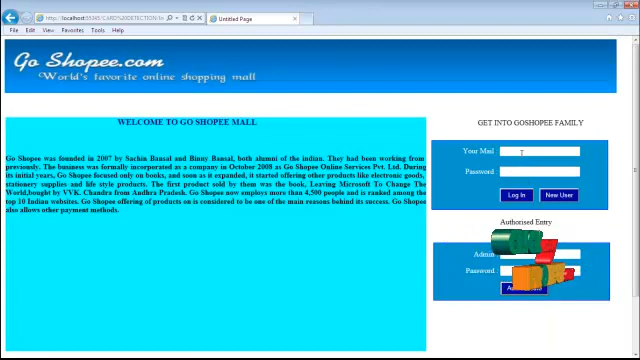 http://localhost:55345/CARD%20DETECTION/w
Untitled Page
File Edit View Favorites Tools Help
Go Shopee.com
World's favorite online shopping mall
WELCOME TO GO SHOPEE MALL
Go Shopee was founded in 2007 by Sachin Bansal and Binny Bansal, both alumni of the indian. They had been working from
previously. The business was formally incorporated as a company in October 2008 as Go Shopee Online Services Pvt. Ltd. During
its initial years, Go Shopee focused only on books, and soon as it expanded, it started offering other products like electronic goods,
stationery supplies and life style products. The first product sold by them was the book, Leaving Microsoft To Change The
World,bought by VVK. Chandra from Andhra Pradesh. Go Shopee now employs more than 4,500 people and is ranked among the
top 10 Indian websites. Go Shopee offering of products on is considered to be one of the main reasons behind its success. Go Shopee
also allows other payment methods.
GET INTO GOSHOPEE FAMILY
Your Mail
Password
Log In New User
Authorised Entry
Admin
Password